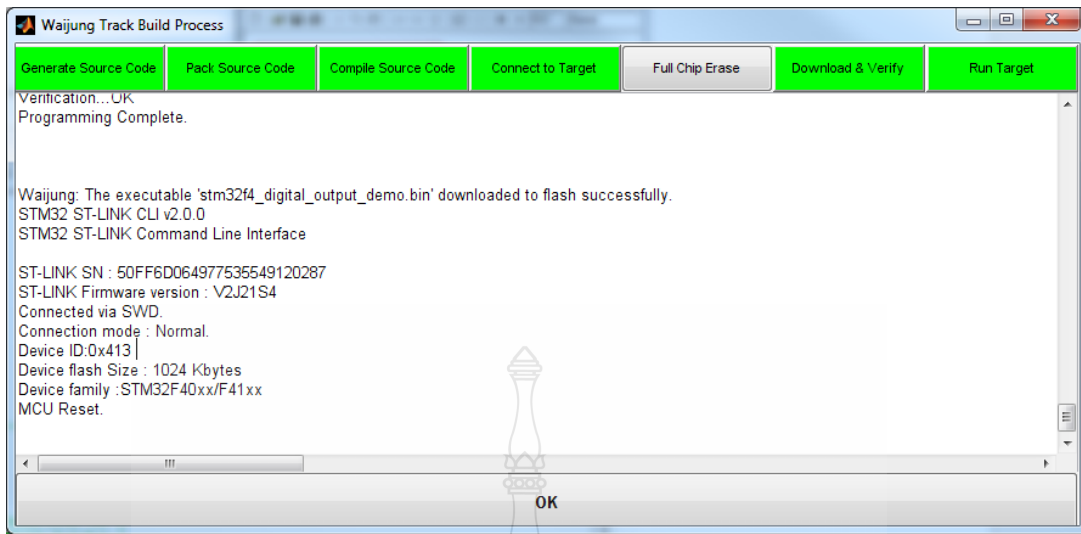 Waijung Track Build Process
Generate Source Code Pack Source Code Compile Source Code Connect to Target Full Chip Erase Download & Verify Run Target
Verification...OK
Programming Complete.
Waijung: The executable 'stm32f4_digital_output_demo.bin' downloaded to flash successfully.
STM32 ST-LINK CLI v2.0.0
STM32 ST-LINK Command Line Interface
ST-LINK SN : 50FF6D064977535549120287
ST-LINK Firmware version : V2J21S4
Connected via SWD.
Connection mode : Normal.
Device ID:0x413
Device flash Size : 1024 Kbytes
Device family :STM32F40xx/F41xx
MCU Reset.
OK